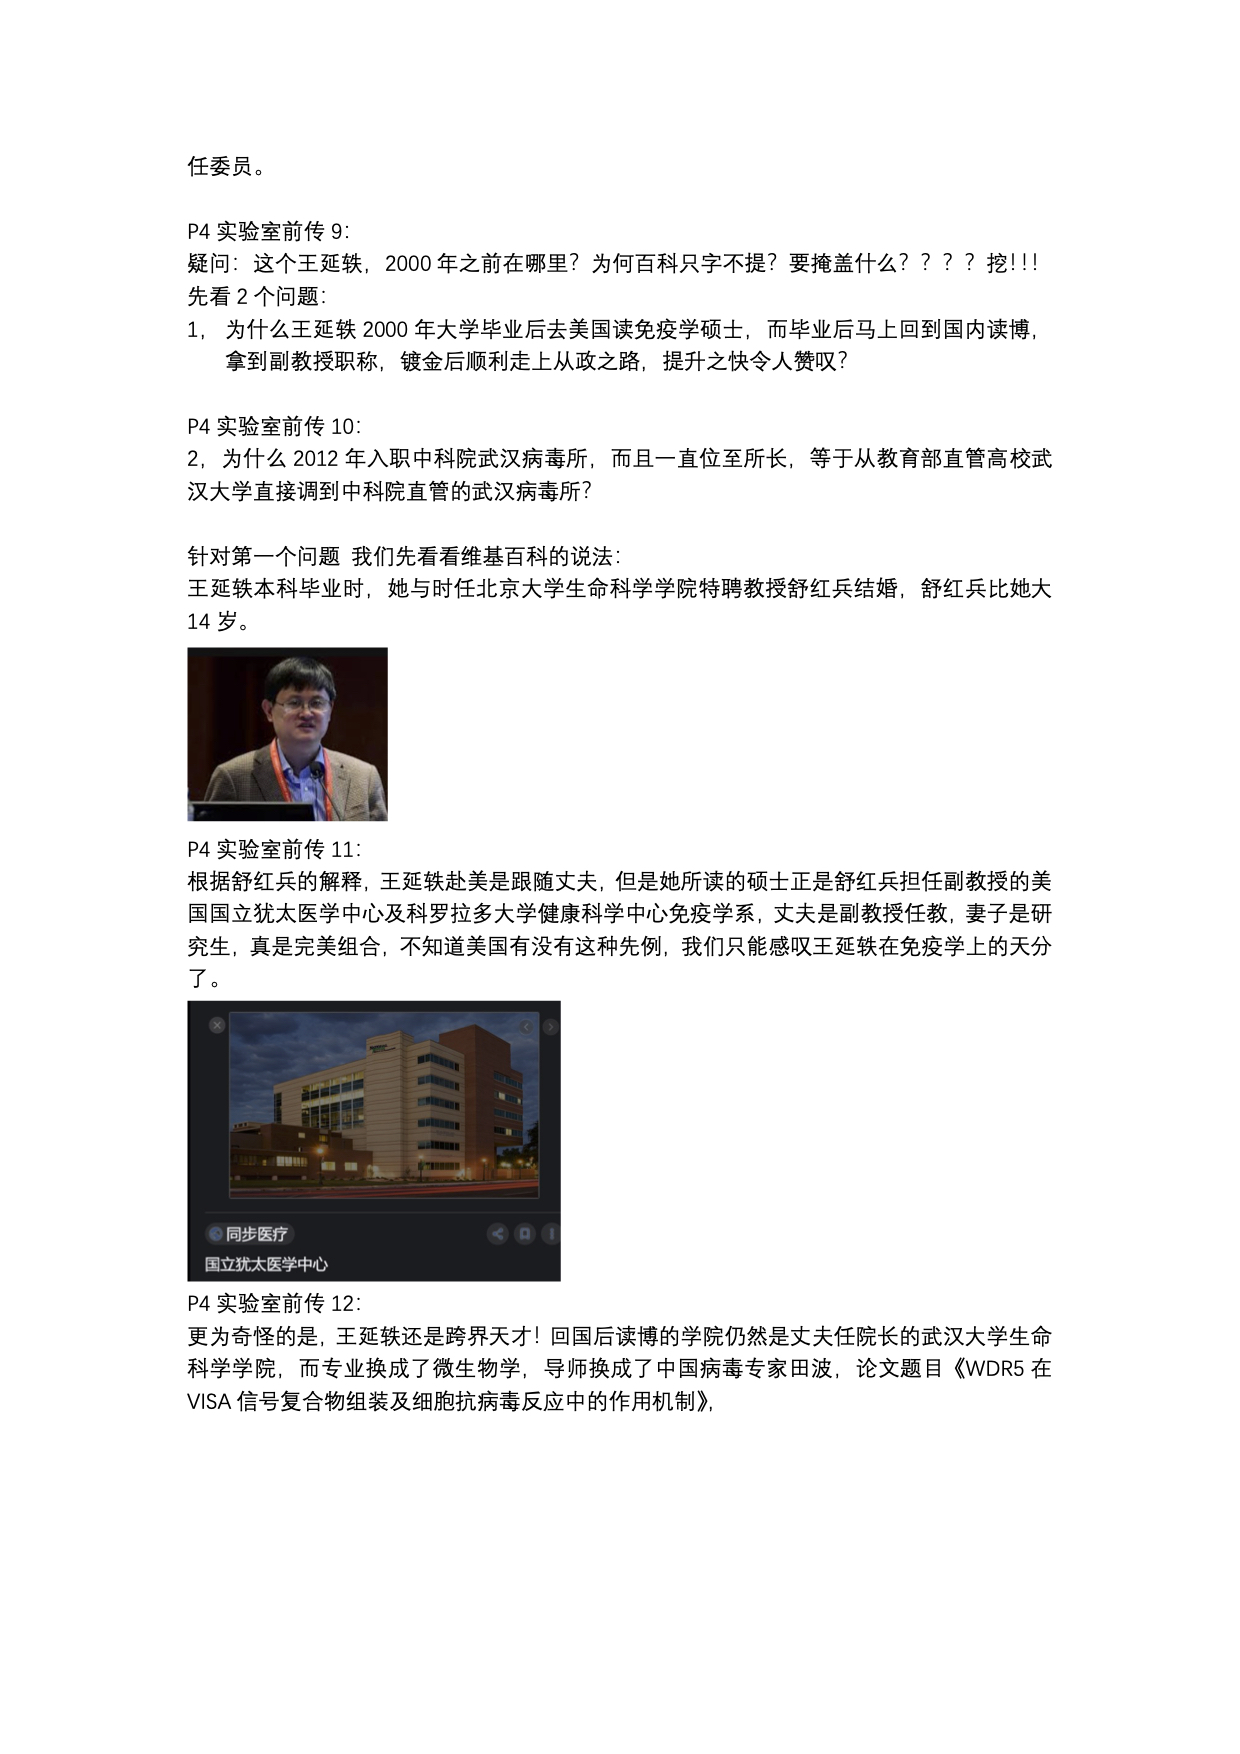 任委员。
P4 实验室前传 9：
疑问：这个王延轶，2000 年之前在哪里？为何百科只字不提？要掩盖什么？？？？挖!!!
先看 2 个问题：
1， 为什么王延轶 2000 年大学毕业后去美国读免疫学硕士，而毕业后马上回到国内读博，
拿到副教授职称，镀金后顺利走上从政之路，提升之快令人赞叹？
P4 实验室前传 10：
2，为什么 2012 年入职中科院武汉病毒所，而且一直位至所长，等于从教育部直管高校武
汉大学直接调到中科院直管的武汉病毒所？
针对第一个问题 我们先看看维基百科的说法：
王延轶本科毕业时，她与时任北京大学生命科学学院特聘教授舒红兵结婚，舒红兵比她大
14 岁。
P4 实验室前传 11：
根据舒红兵的解释，王延轶赴美是跟随丈夫，但是她所读的硕士正是舒红兵担任副教授的美
国国立犹太医学中心及科罗拉多大学健康科学中心免疫学系，丈夫是副教授任教，妻子是研
究生，真是完美组合，不知道美国有没有这种先例，我们只能感叹王延轶在免疫学上的天分
了。
同步医疗
国立犹太医学中心
P4 实验室前传 12：
更为奇怪的是，王延轶还是跨界天才！回国后读博的学院仍然是丈夫任院长的武汉大学生命
科学学院，而专业换成了微生物学，导师换成了中国病毒专家田波，论文题目《WDR5 在
VISA 信号复合物组装及细胞抗病毒反应中的作用机制》，